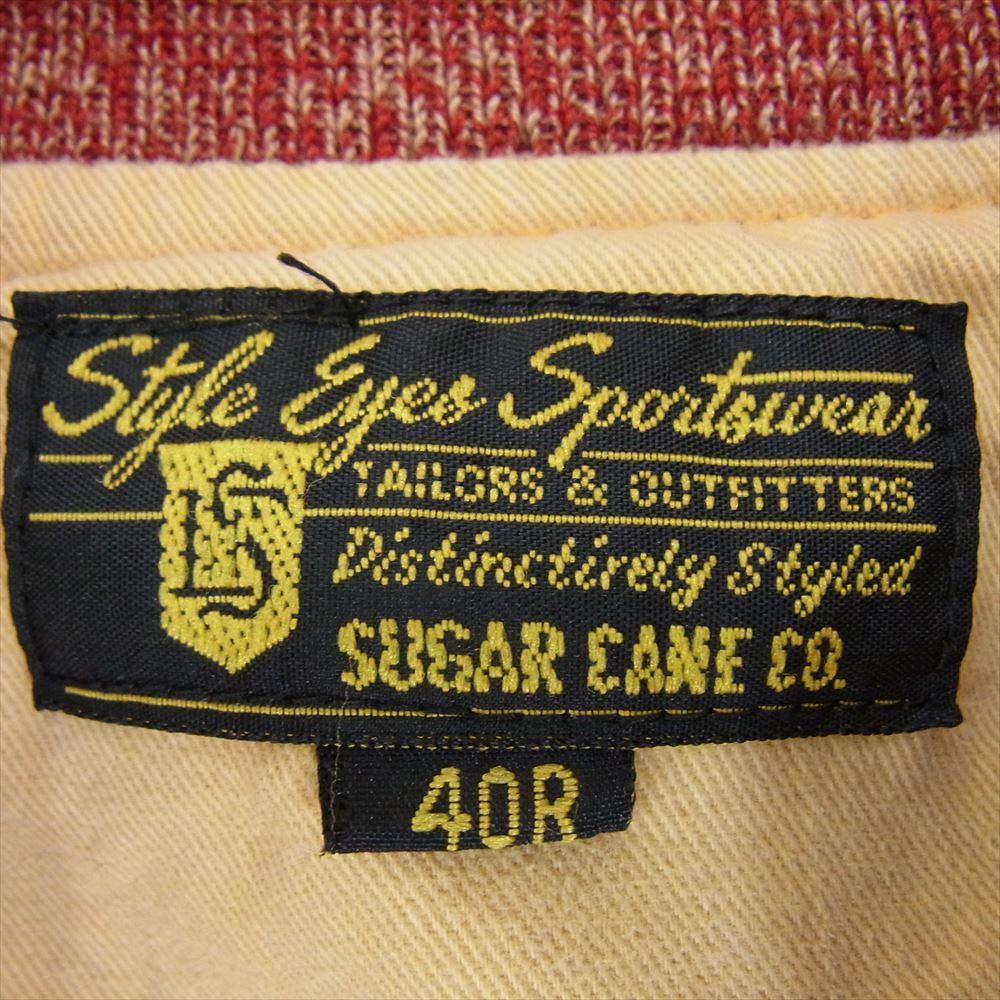 Style Eyes Sportswear
TAILORS & OUTFITTERS
Distinctively Styled
SUGAR CANE CO.
40R